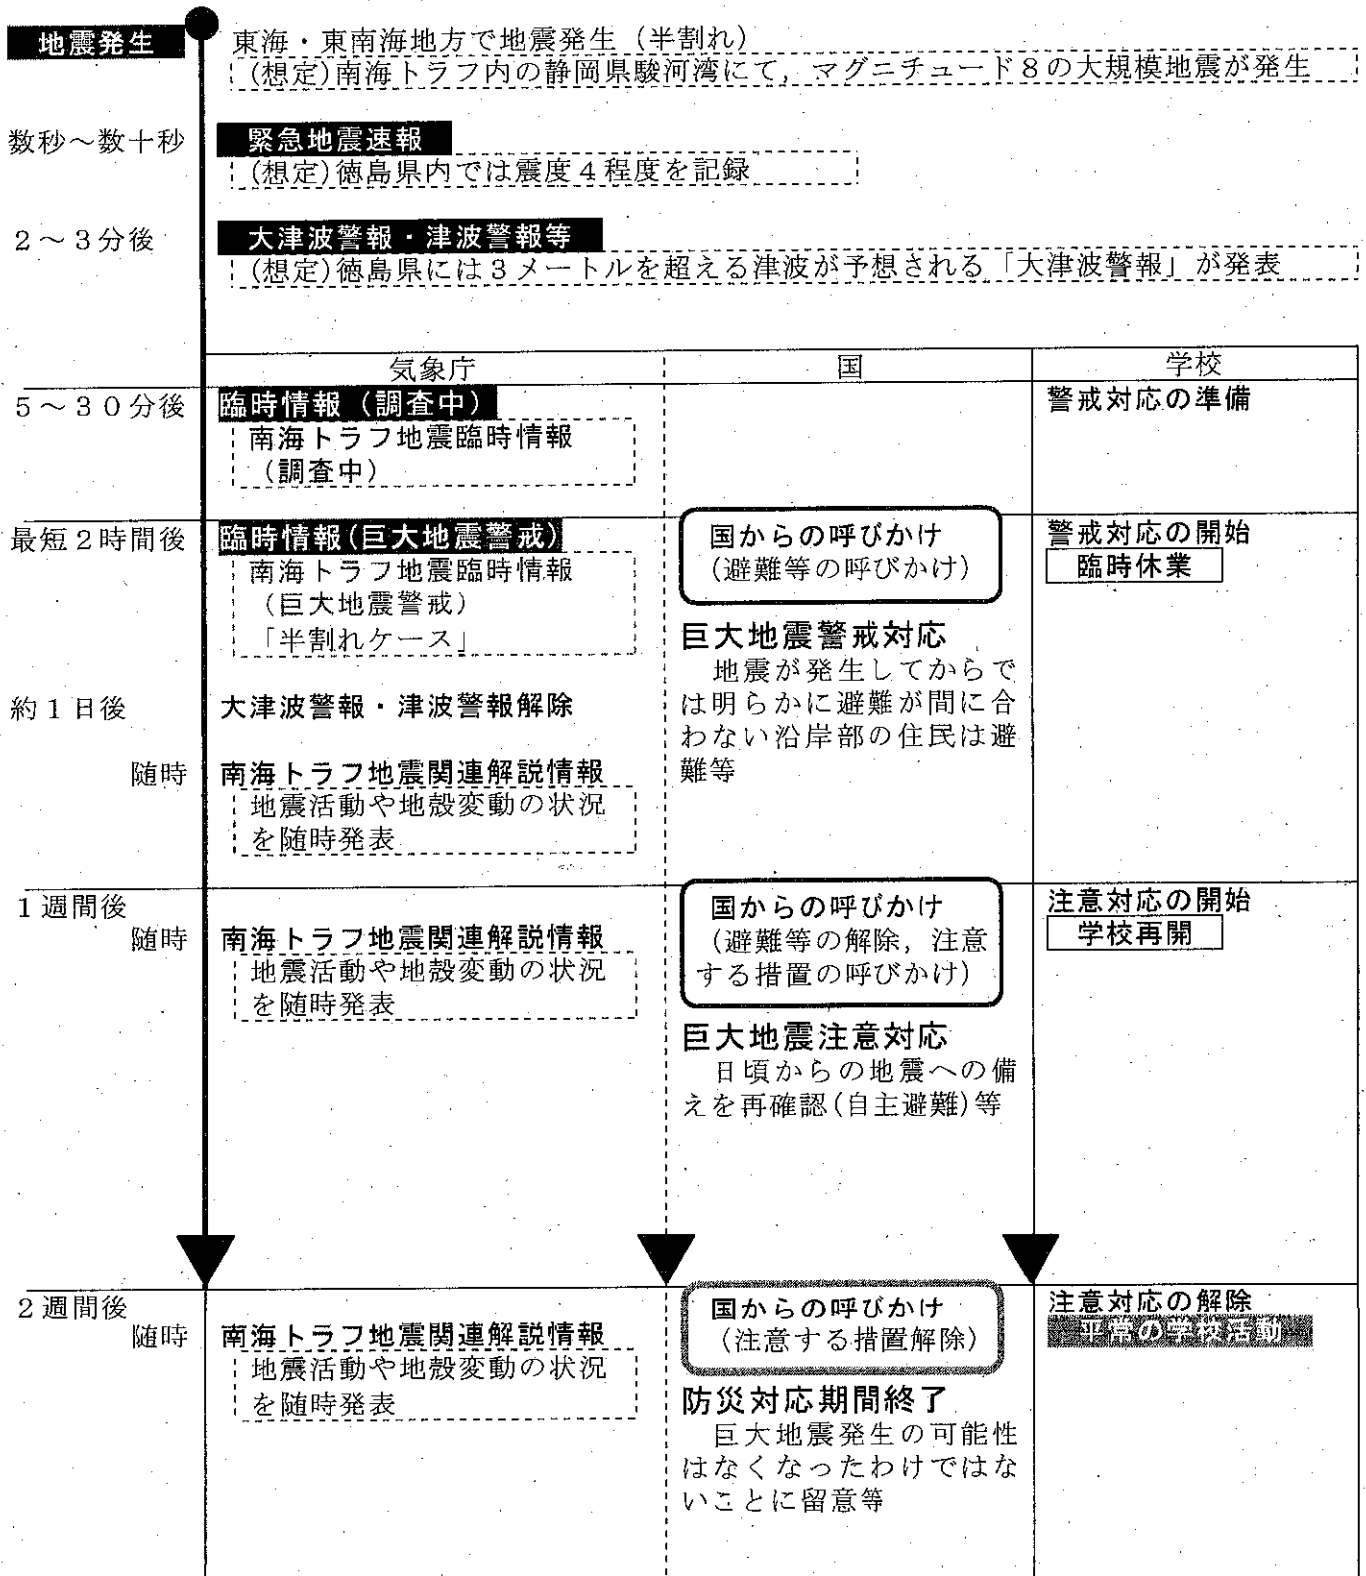 地震発生
東海・東南海地方で地震発生（半割れ）
(想定)南海トラフ内の静岡県駿河湾にて，マグニチュード８の大規模地震が発生
数秒～数十秒
緊急地震速報
(想定)徳島県内では震度４程度を記録
２～３分後
大津波警報・津波警報等
(想定)徳島県には３メートルを超える津波が予想される「大津波警報」が発表
気象庁
国
学校
５～３０分後
臨時情報（調査中）
南海トラフ地震臨時情報
（調査中）
警戒対応の準備
最短２時間後
臨時情報(巨大地震警戒)
南海トラフ地震臨時情報
（巨大地震警戒）
「半割れケース」
国からの呼びかけ
（避難等の呼びかけ）
巨大地震警戒対応
地震が発生してからで
は明らかに避難が間に合
わない沿岸部の住民は避
難等
警戒対応の開始
臨時休業
約１日後
大津波警報・津波警報解除
随時
南海トラフ地震関連解説情報
地震活動や地殻変動の状況
を随時発表
１週間後
随時
南海トラフ地震関連解説情報
地震活動や地殻変動の状況
を随時発表
国からの呼びかけ
（避難等の解除，注意
する措置の呼びかけ）
巨大地震注意対応
日頃からの地震への備
えを再確認(自主避難)等
注意対応の開始
学校再開
２週間後
随時
南海トラフ地震関連解説情報
地震活動や地殻変動の状況
を随時発表
国からの呼びかけ
（注意する措置解除）
防災対応期間終了
巨大地震発生の可能性
はなくなったわけではな
いことに留意等
注意対応の解除
平常の学校活動